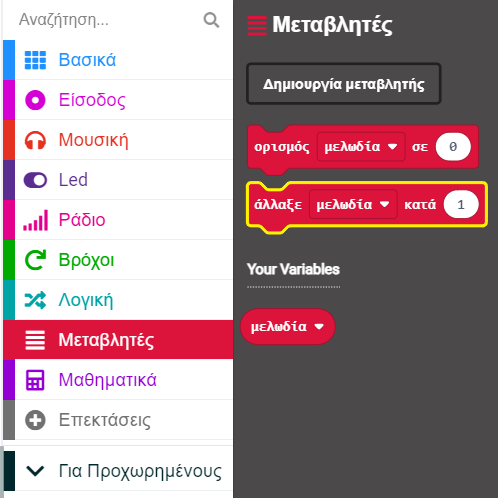 Αναζήτηση...
Βασικά
Είσοδος
Μουσική
Led
Ράδιο
Βρόχοι
Λογική
Μεταβλητές
Μαθηματικά
Επεκτάσεις
Για Προχωρημένους
Μεταβλητές
Δημιουργία μεταβλητής
ορισμός μελωδία σε 0
άλλαξε μελωδία κατά 1
Your Variables
μελωδία